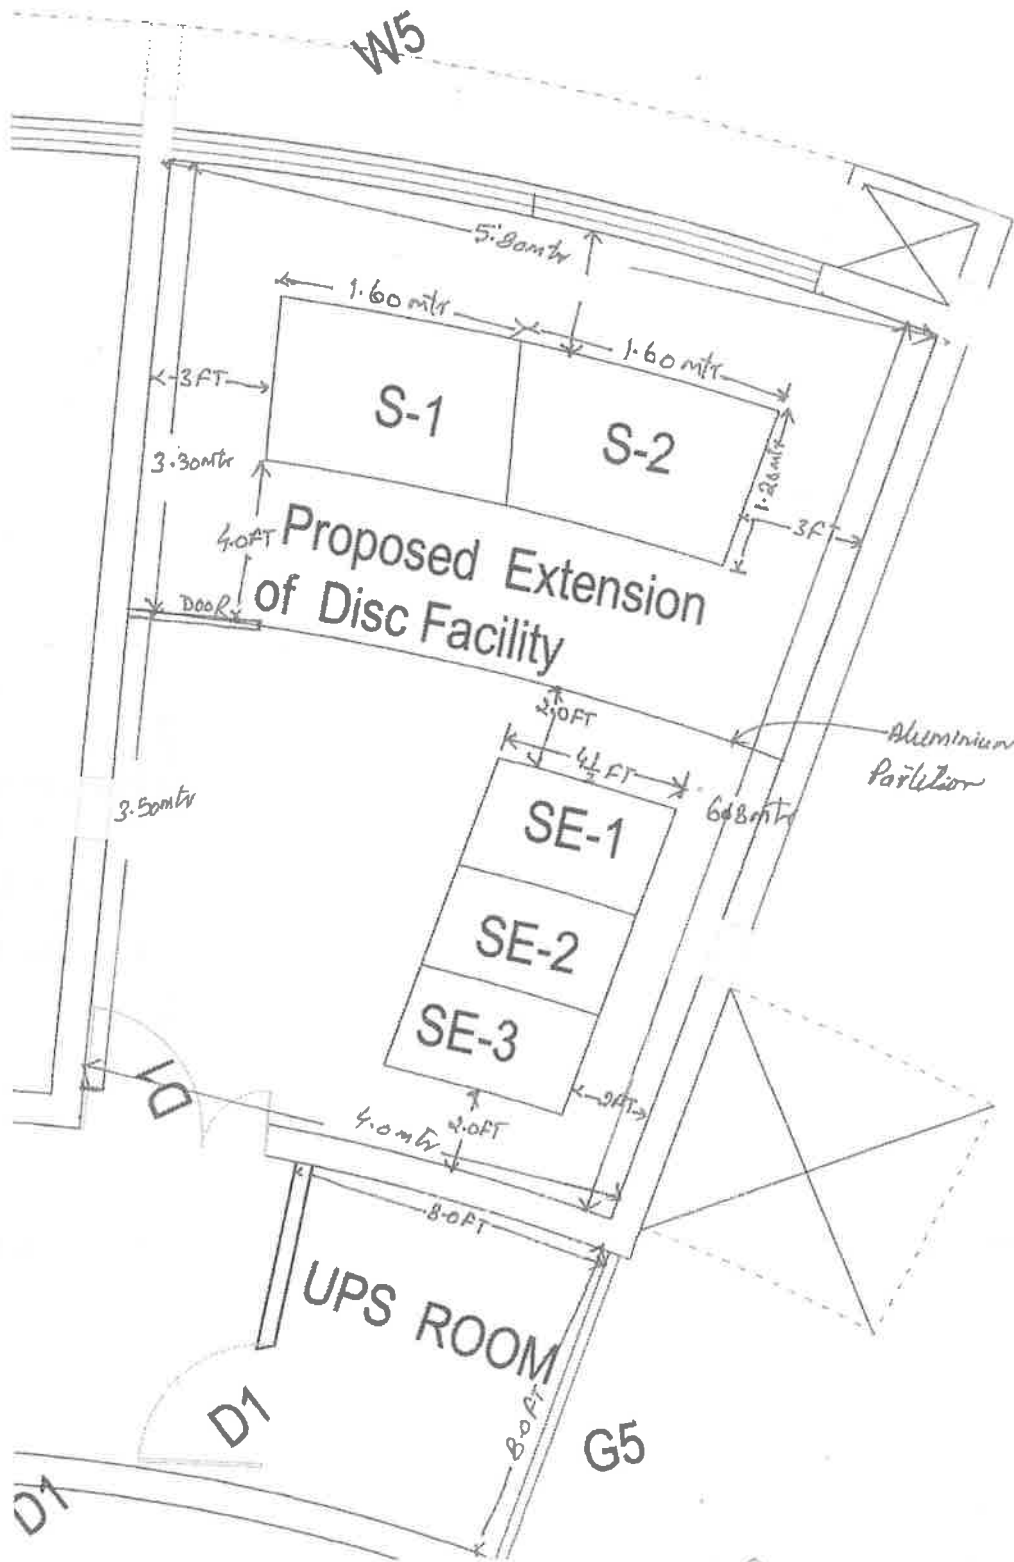 W5
5.80mtr
1.60 mtr
1.60 mtr
3FT
S-1
S-2
3.30mtr
1.20mtr
3FT
4.0FT
Proposed Extension
of Disc Facility
DOOR
2.0FT
Aluminium
Partition
4½ FT
3.50mtr
SE-1
SE-2
SE-3
D1
2FT
4.0mtr
2.0FT
8.0FT
UPS ROOM
8.0FT
D1
G5
D1